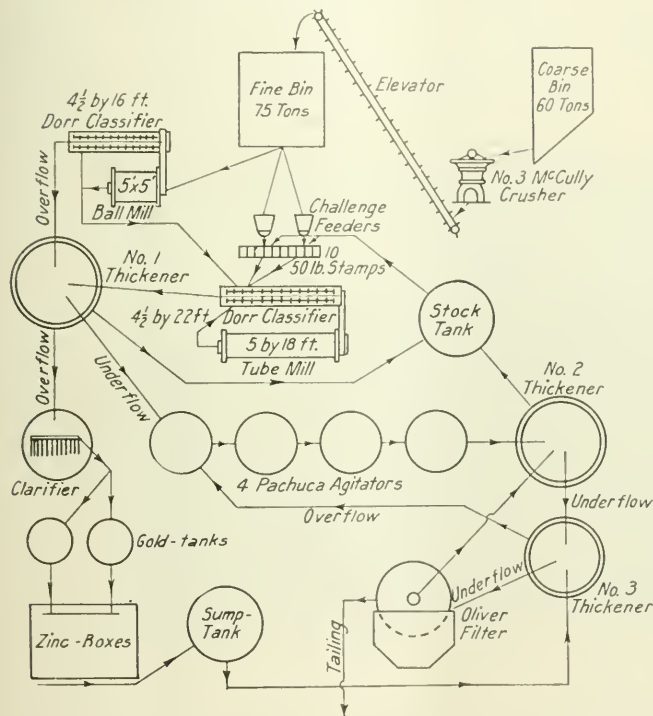 Coarse
Bin
60 Tons
Elevator
Fine Bin
75 Tons
No. 3 McCully
Crusher
4½ by 16 ft.
Dorr Classifier
Overflow
5'x5'
Ball Mill
Challenge
Feeders
10
50 lb. Stamps
No. 1
Thickener
4½ by 22ft.
Dorr Classifier
5 by 18 ft.
Tube Mill
Stock
Tank
Overflow
Underflow
No. 2
Thickener
Clarifier
4 Pachuca Agitators
Overflow
Underflow
Gold-tanks
Underflow
No. 3
Thickener
Oliver
Filter
Tailing
Zinc-Boxes
Sump-
Tank